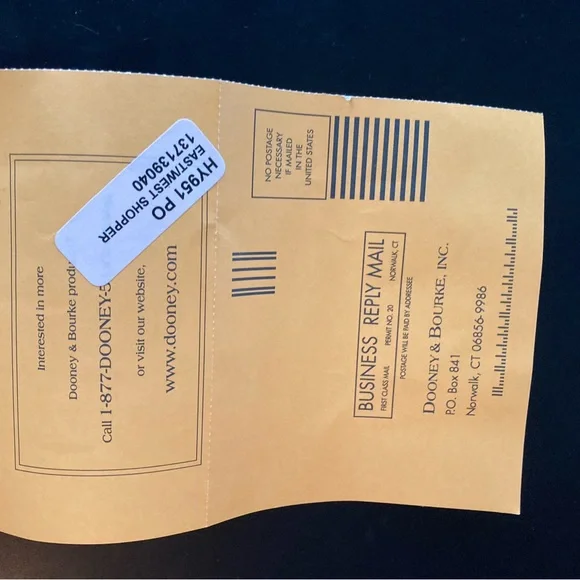 Interested in more
Dooney & Bourke
Call 1-877-DOONEY-5
or visit our website,
www.dooney.com
HY951 PO
EAST/WEST SHOPPER
137139040
NO POSTAGE
NECESSARY
IF MAILED
IN THE
UNITED STATES
BUSINESS REPLY MAIL
FIRST CLASS MAIL PERMIT NO. 20 NORWALK, CT
POSTAGE WILL BE PAID BY ADDRESSEE
DOONEY & BOURKE, INC.
P.O. Box 841
Norwalk, CT 06856-9986